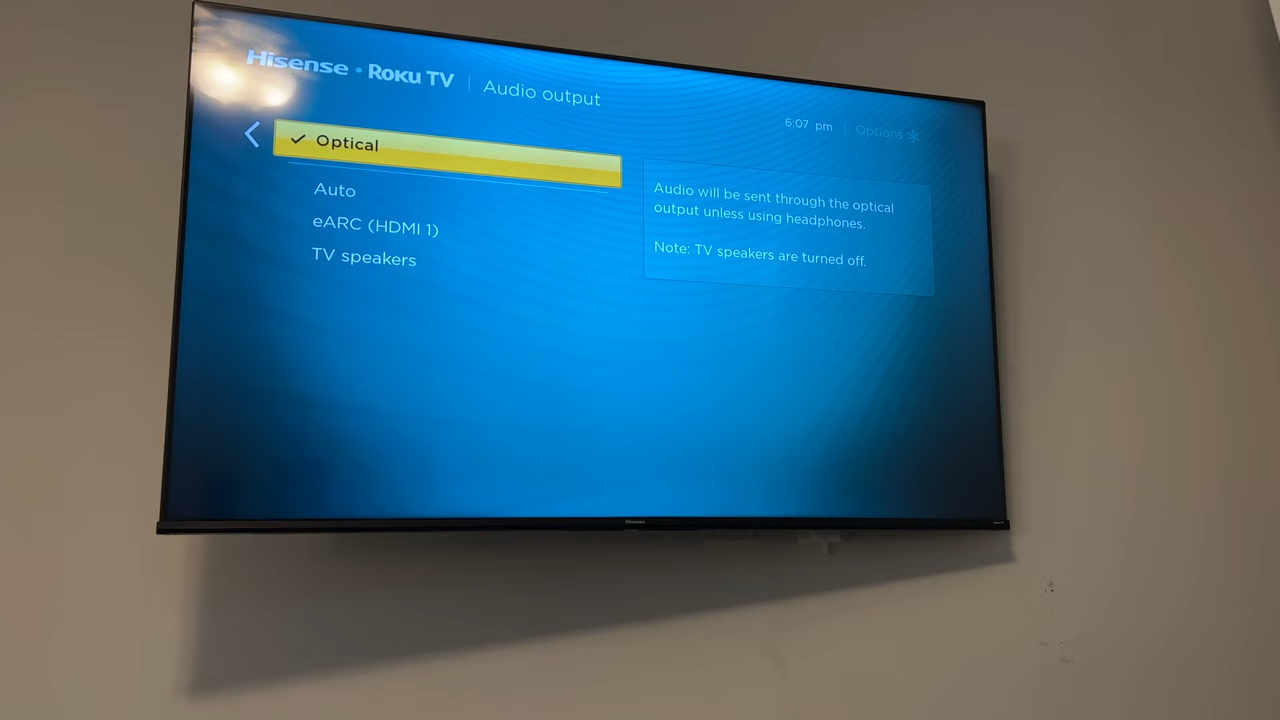 Hisense • Roku TV | Audio output
6:07 pm | Options ✻
✓ Optical
Auto
eARC (HDMI 1)
TV speakers
Audio will be sent through the optical
output unless using headphones.
Note: TV speakers are turned off.
Hisense